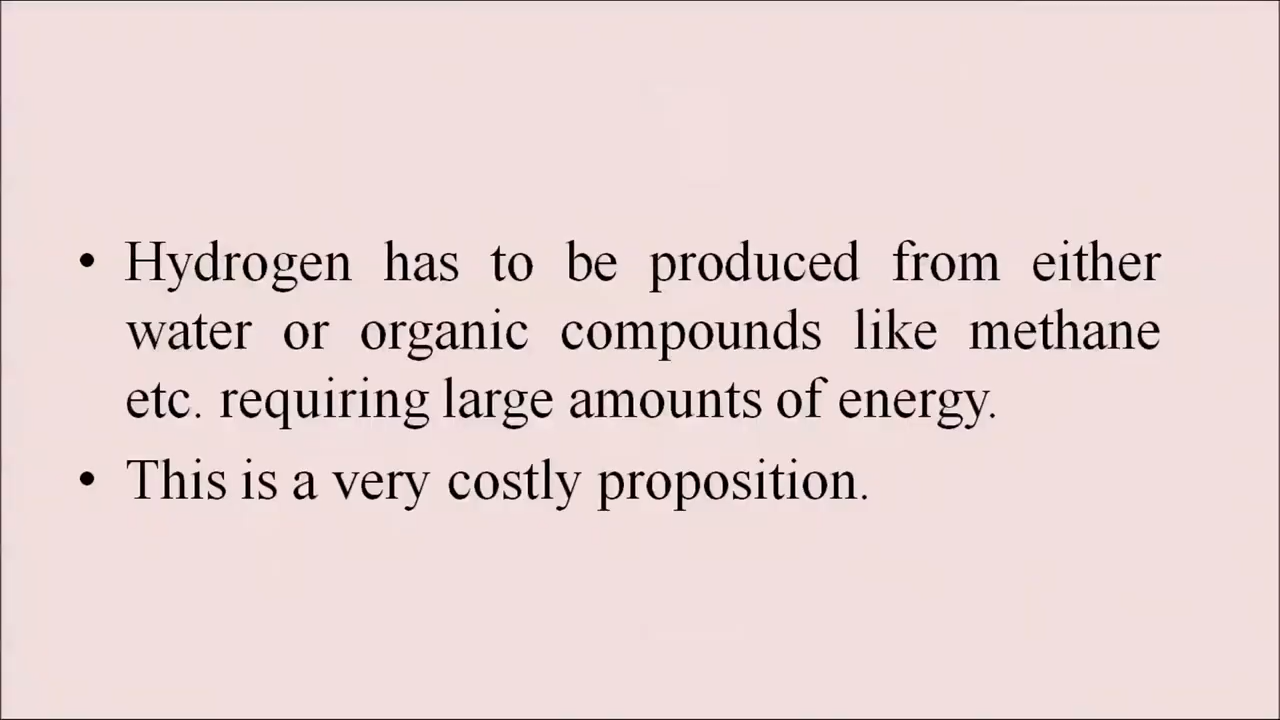 • Hydrogen has to be produced from either
water or organic compounds like methane
etc. requiring large amounts of energy.
• This is a very costly proposition.